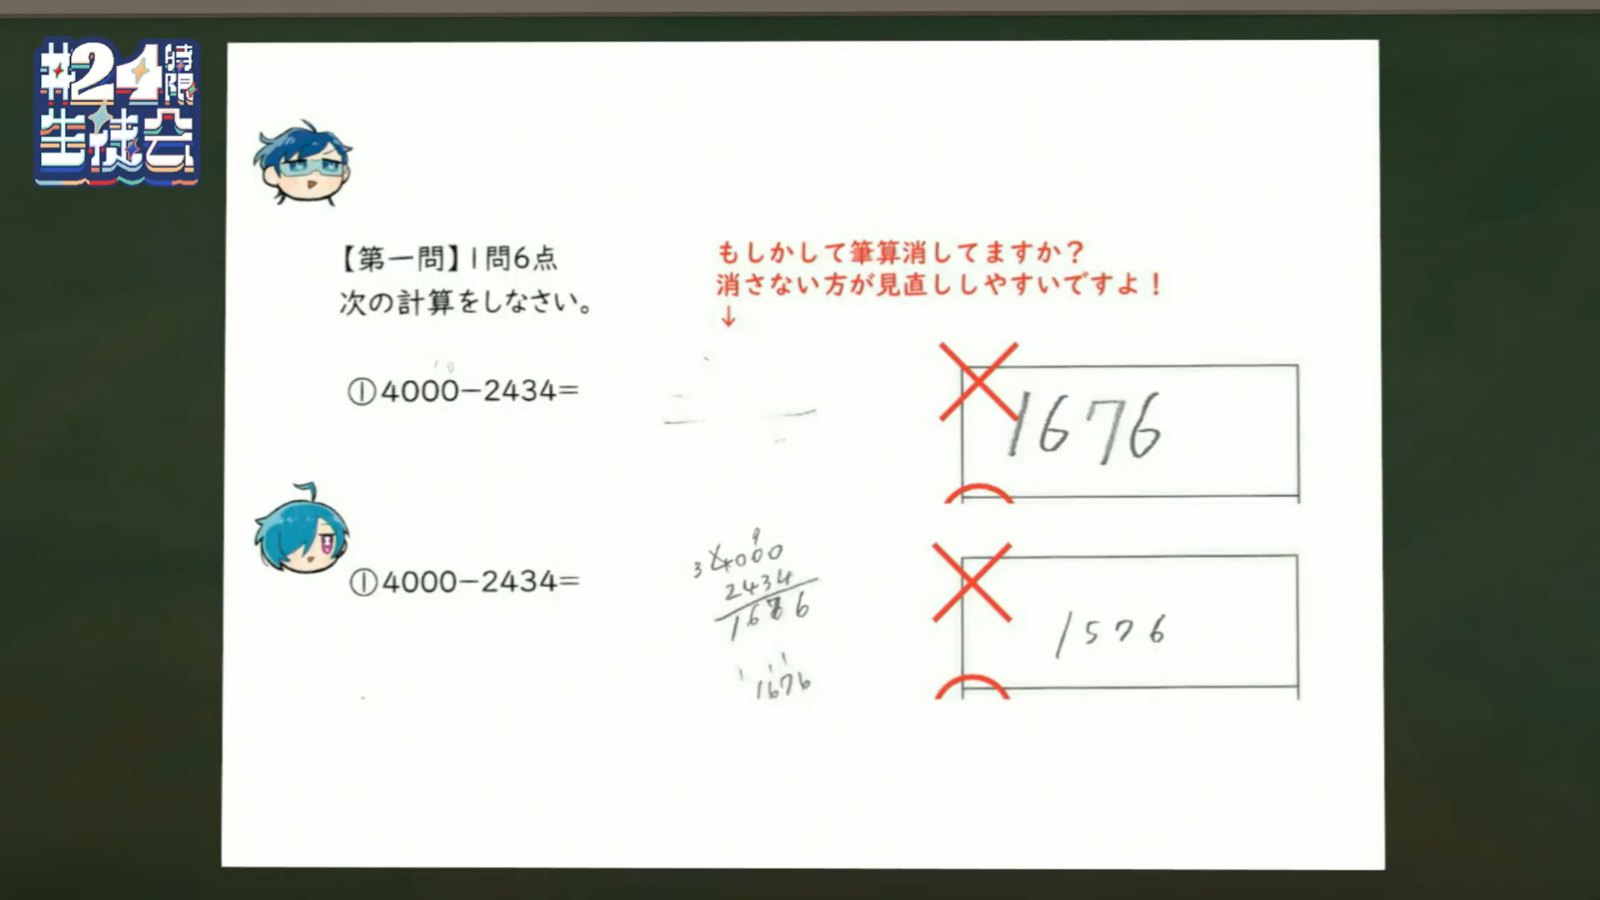 #24時限
生徒会
【第一問】1問6点
次の計算をしなさい。
もしかして筆算消してますか？
消さない方が見直ししやすいですよ！
↓
①4000−2434=
1676
①4000−2434=
3 4000
9
2434
1676
1576